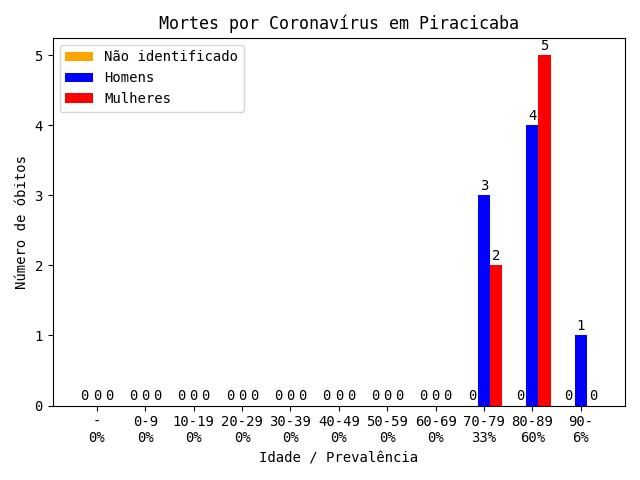 Mortes por Coronavírus em Piracicaba
Não identificado
Homens
Mulheres
Número de óbitos
5
4
3
2
1
0
5
4
3
2
1
0 0 0 0 0 0 0 0 0 0 0 0 0 0 0 0 0 0 0 0 0 0 0 0 0 0 0 0
- 0-9 10-19 20-29 30-39 40-49 50-59 60-69 70-79 80-89 90-
0% 0% 0% 0% 0% 0% 0% 0% 33% 60% 6%
Idade / Prevalência